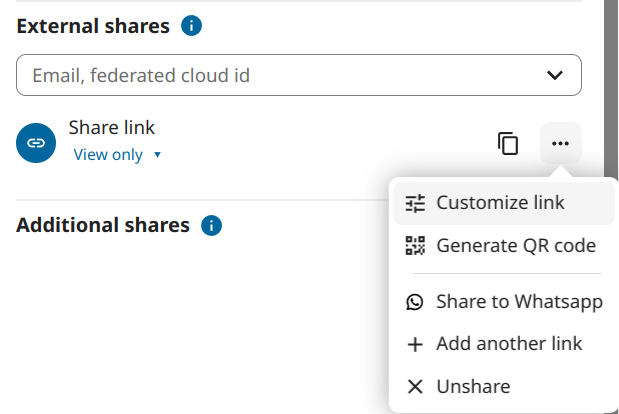 External shares
Email, federated cloud id
Share link
View only
Customize link
Additional shares
Generate QR code
Share to Whatsapp
Add another link
Unshare